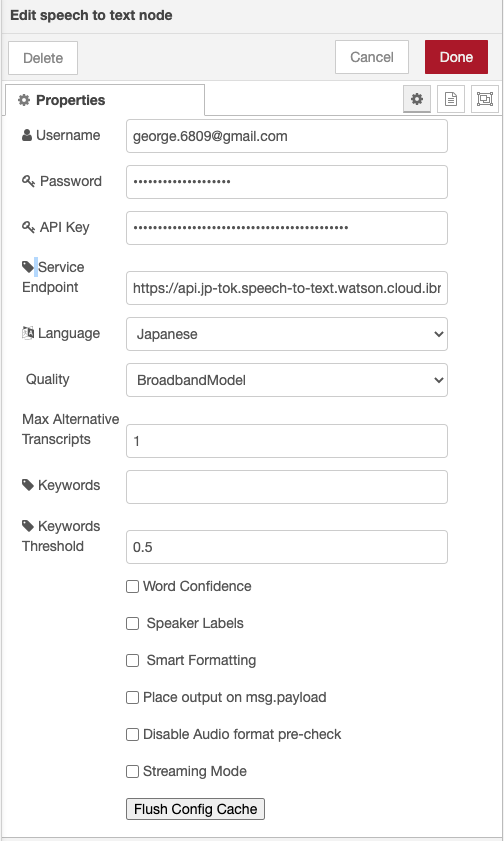 Edit speech to text node
Delete
Cancel
Done
Properties
Username
george.6809@gmail.com
Password
••••••••••••••••••••
API Key
••••••••••••••••••••••••••••••••••••••••••••
Service
Endpoint
https://api.jp-tok.speech-to-text.watson.cloud.ibr
Language
Japanese
Quality
BroadbandModel
Max Alternative
Transcripts
1
Keywords
Keywords
Threshold
0.5
Word Confidence
Speaker Labels
Smart Formatting
Place output on msg.payload
Disable Audio format pre-check
Streaming Mode
Flush Config Cache